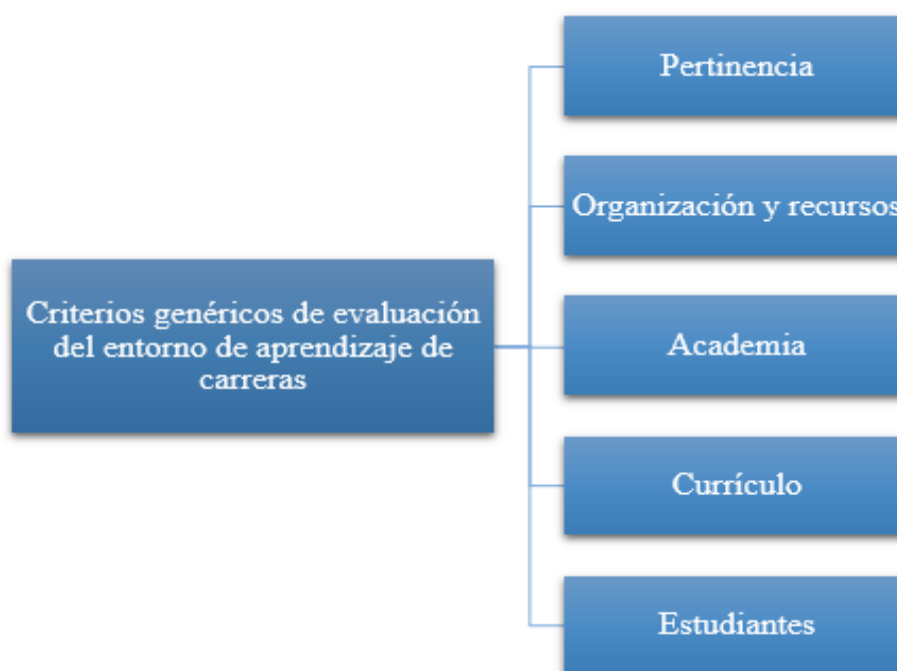 Criterios genéricos de evaluación
del entorno de aprendizaje de
carreras
Pertinencia
Organización y recursos
Academia
Currículo
Estudiantes